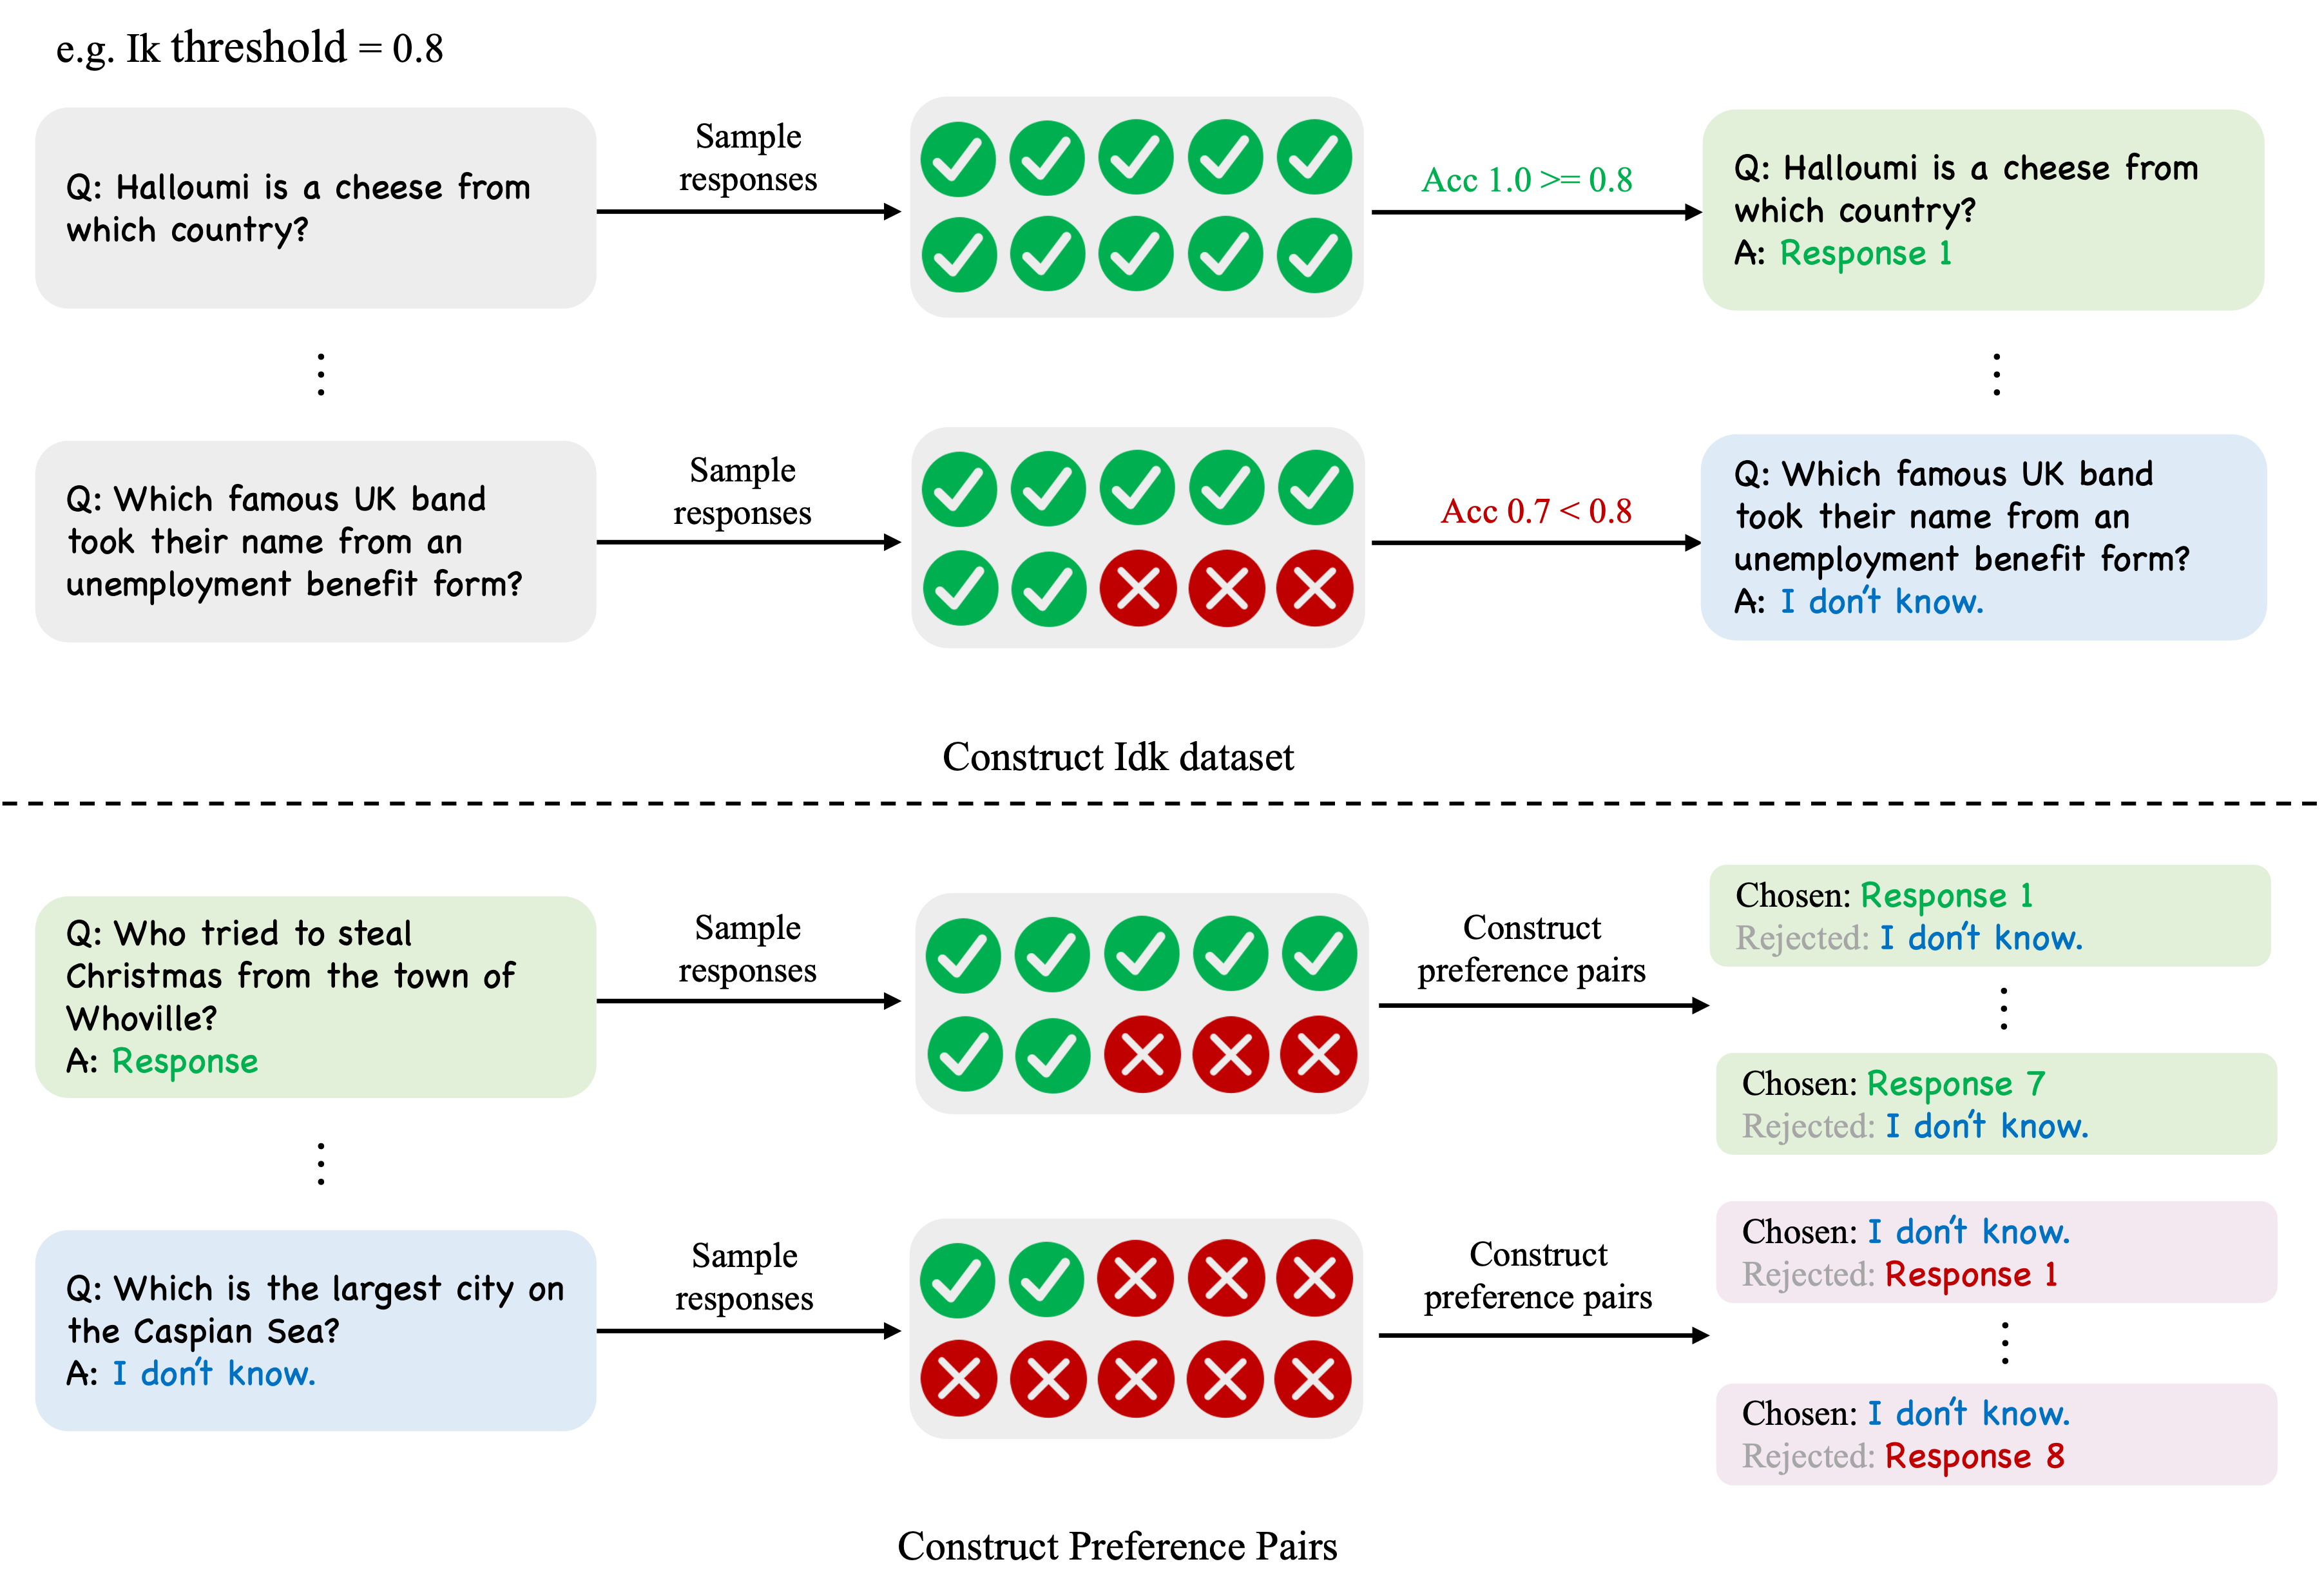 e.g. Ik threshold = 0.8
Q: Halloumi is a cheese from
which country?
Sample
responses
Acc 1.0 >= 0.8
Q: Halloumi is a cheese from
which country?
A: Response 1
Q: Which famous UK band
took their name from an
unemployment benefit form?
Sample
responses
Acc 0.7 < 0.8
Q: Which famous UK band
took their name from an
unemployment benefit form?
A: I don't know.
Construct Idk dataset
Q: Who tried to steal
Christmas from the town of
Whoville?
A: Response
Sample
responses
Construct
preference pairs
Chosen: Response 1
Rejected: I don't know.
Chosen: Response 7
Rejected: I don't know.
Q: Which is the largest city on
the Caspian Sea?
A: I don't know.
Sample
responses
Construct
preference pairs
Chosen: I don't know.
Rejected: Response 1
Chosen: I don't know.
Rejected: Response 8
Construct Preference Pairs